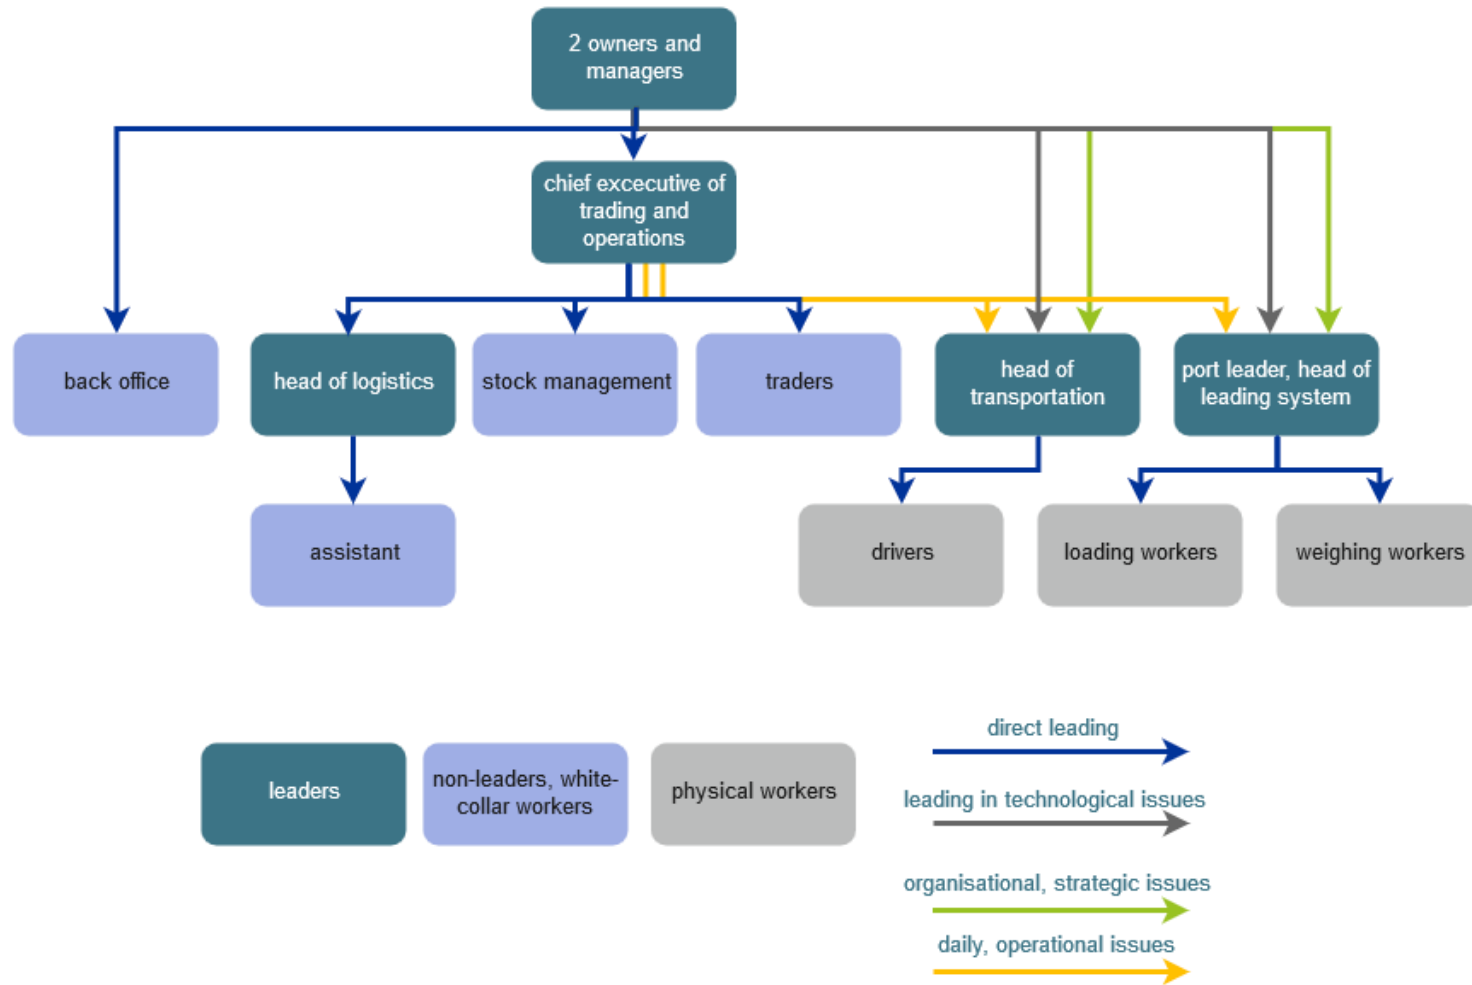 2 owners and
managers
chief excecutive of
trading and
operations
back office
head of logistics
stock management
traders
head of
transportation
port leader, head of
leading system
assistant
drivers
loading workers
weighing workers
leaders
non-leaders, white-
collar workers
physical workers
direct leading
leading in technological issues
organisational, strategic issues
daily, operational issues